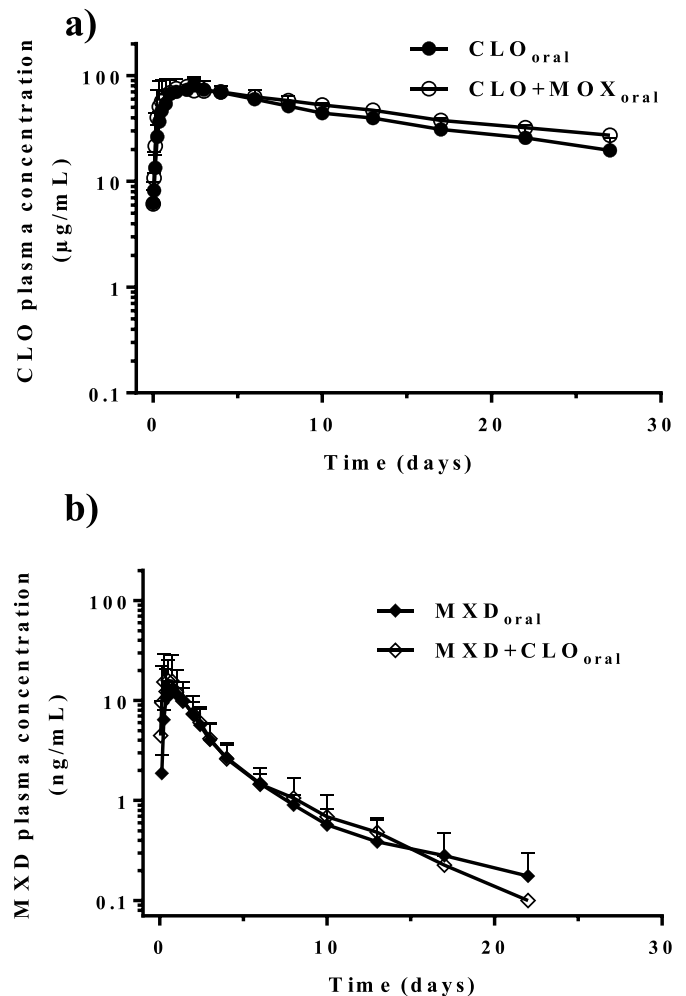 a)
CLOoral
CLO+MOXoral
CLO plasma concentration
(µg/mL)
100
10
1
0.1
0 10 20 30
Time (days)
b)
MXDoral
MXD+CLOoral
MXD plasma concentration
(ng/mL)
100
10
1
0.1
0 10 20 30
Time (days)